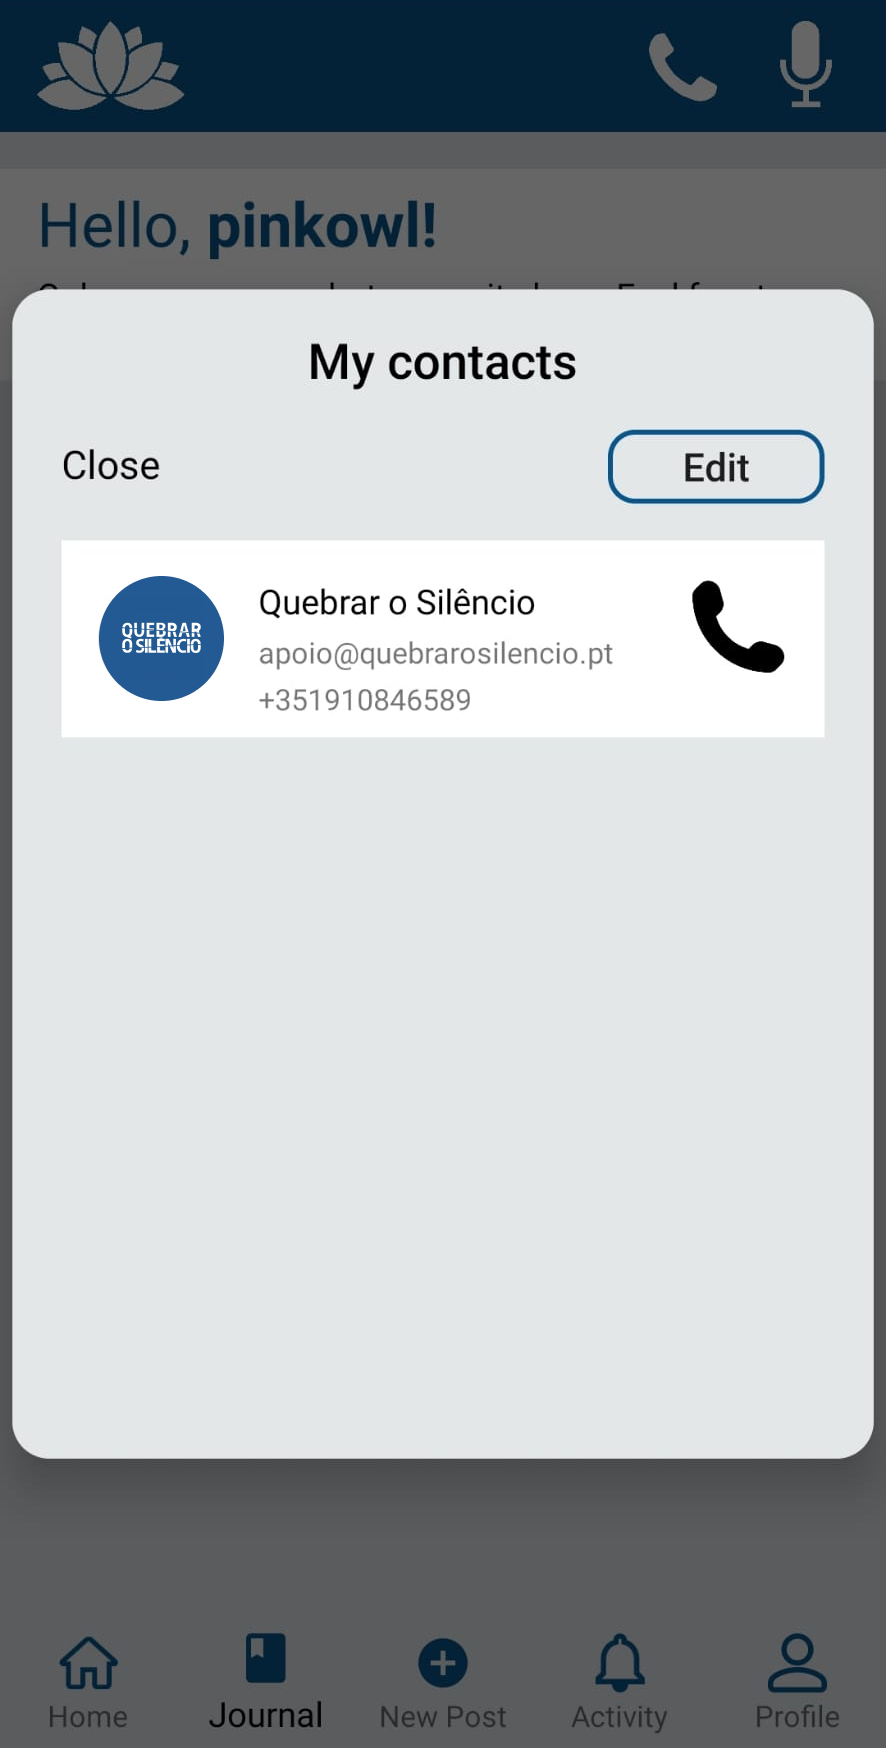 Hello, pinkowl!
My contacts
Close
Edit
QUEBRAR
O SILÊNCIO
Quebrar o Silêncio
apoio@quebrarosilencio.pt
+351910846589
Home
Journal
New Post
Activity
Profile